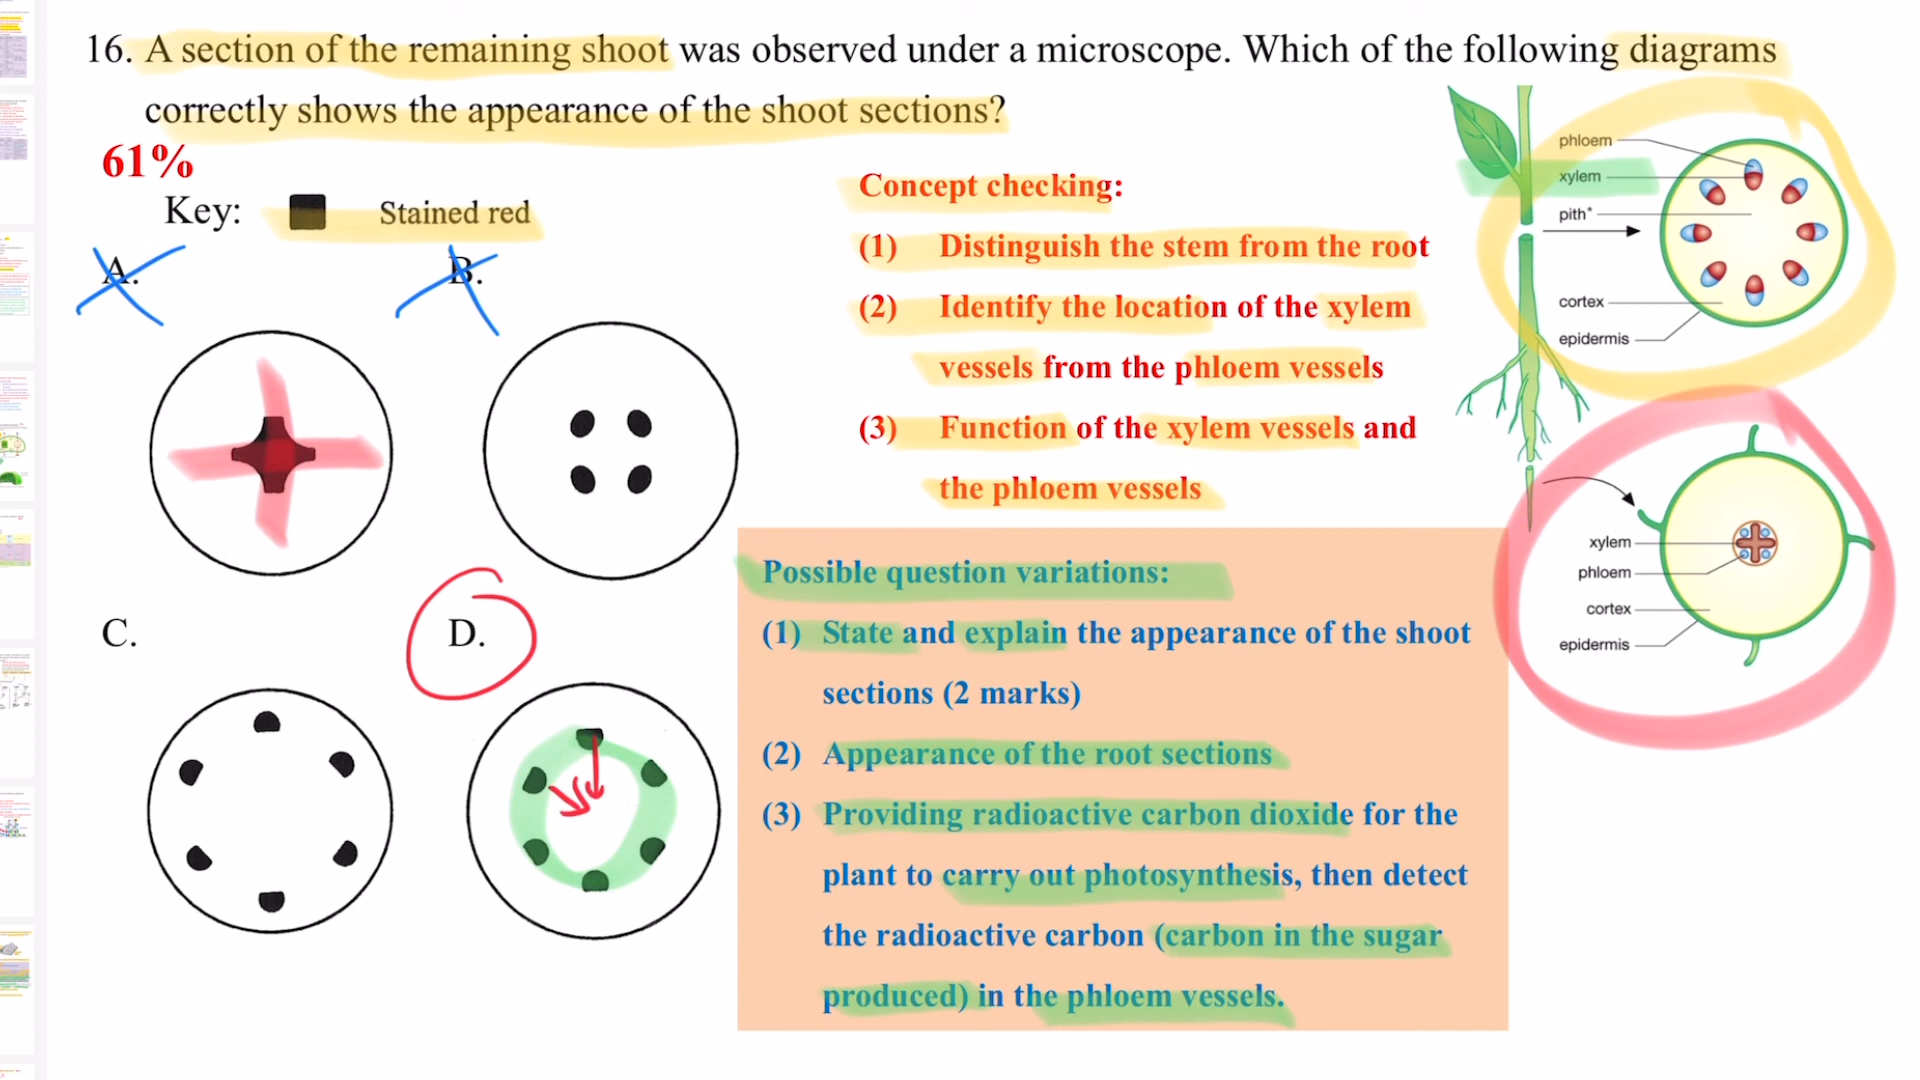 16. A section of the remaining shoot was observed under a microscope. Which of the following diagrams
correctly shows the appearance of the shoot sections?
61%
Key: Stained red
A. B.
C. D.
Concept checking:
(1) Distinguish the stem from the root
(2) Identify the location of the xylem
vessels from the phloem vessels
(3) Function of the xylem vessels and
the phloem vessels
Possible question variations:
(1) State and explain the appearance of the shoot
sections (2 marks)
(2) Appearance of the root sections
(3) Providing radioactive carbon dioxide for the
plant to carry out photosynthesis, then detect
the radioactive carbon (carbon in the sugar
produced) in the phloem vessels.
phloem
xylem
pith*
cortex
epidermis
xylem
phloem
cortex
epidermis